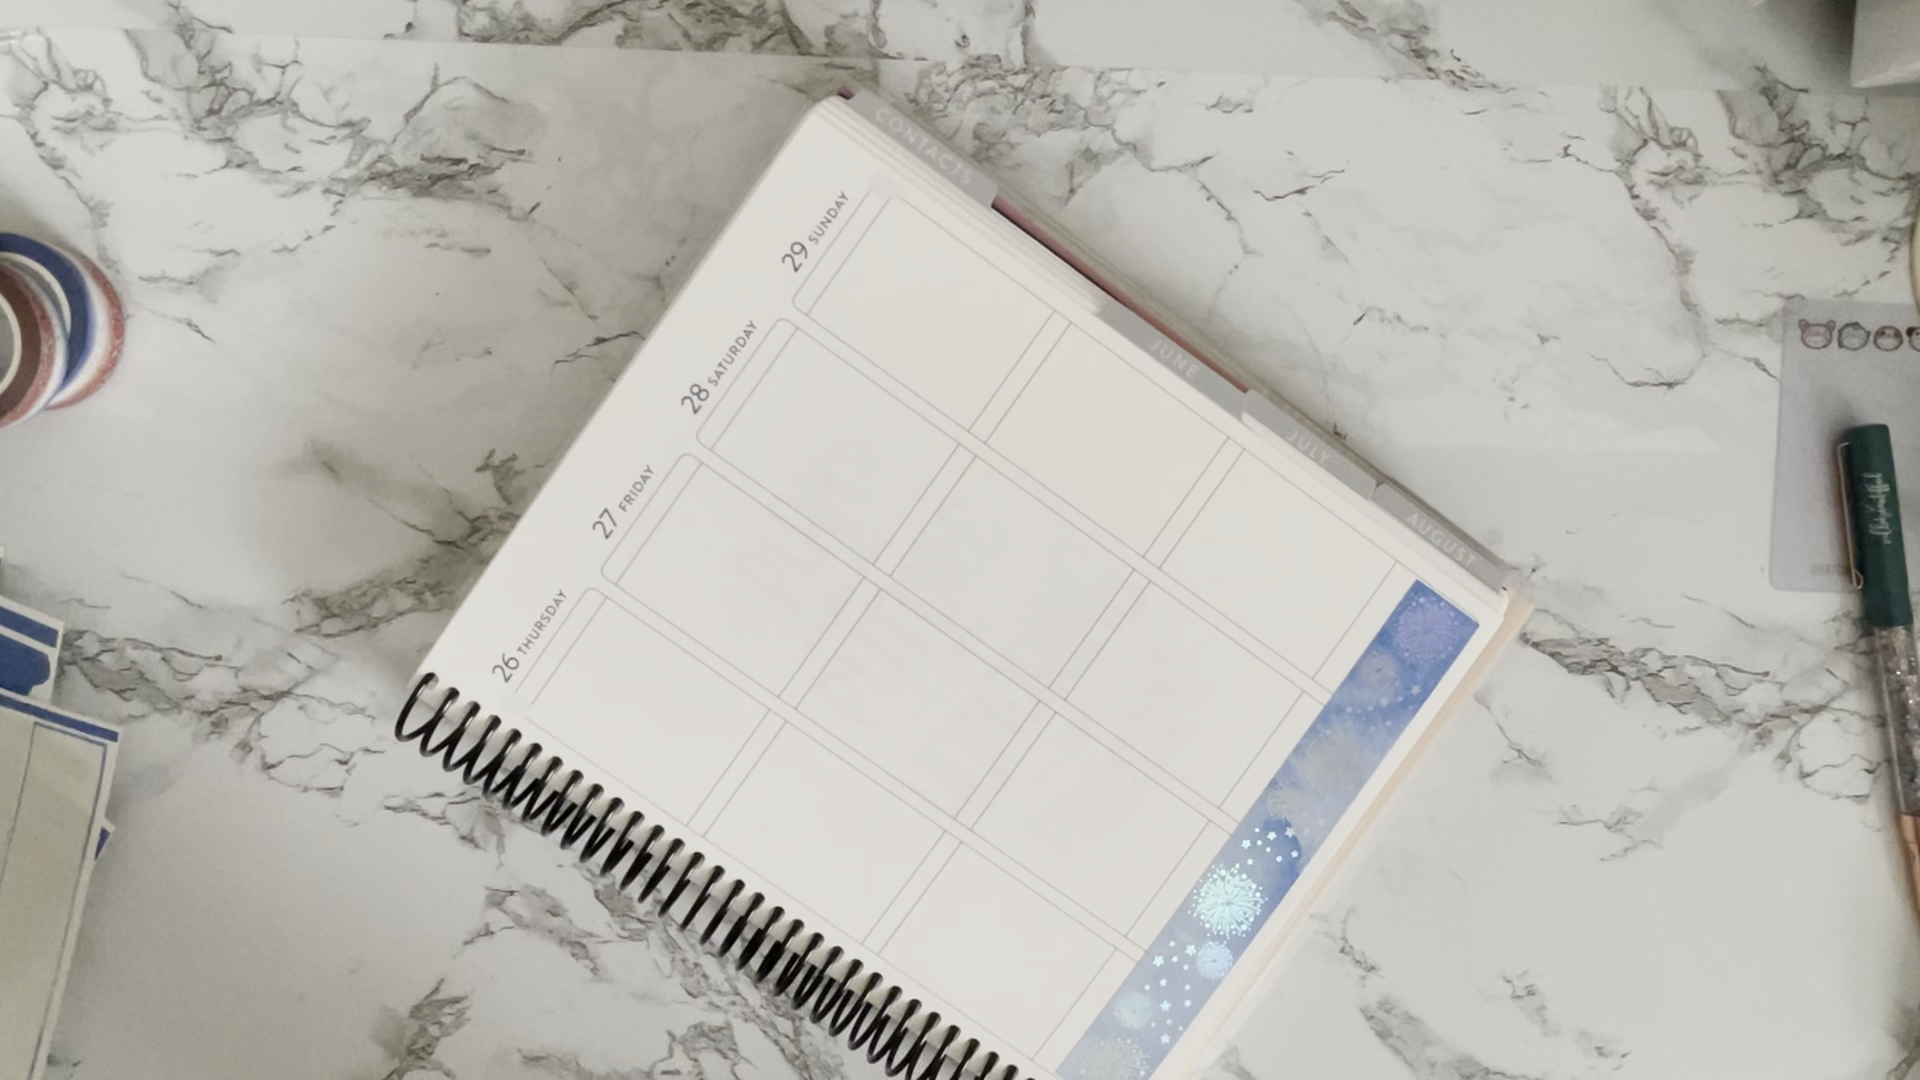 CONTACTS
29 SUNDAY
28 SATURDAY
27 FRIDAY
26 THURSDAY
JUNE
JULY
AUGUST